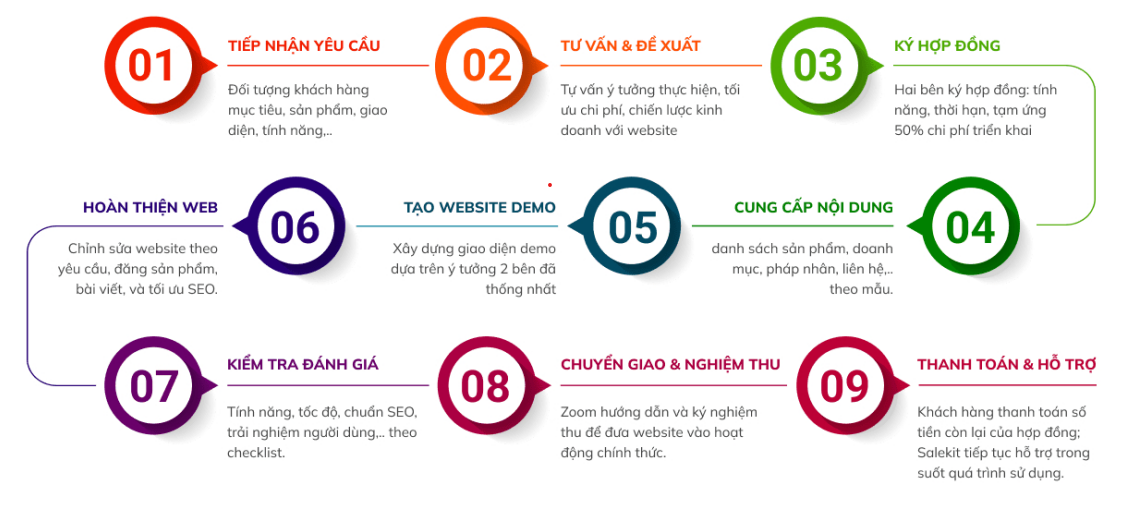 01
TIẾP NHẬN YÊU CẦU
Đối tượng khách hàng
mục tiêu, sản phẩm, giao
diện, tính năng,..
02
TƯ VẤN & ĐỀ XUẤT
Tự vấn ý tưởng thực hiện, tối
ưu chi phí, chiến lược kinh
doanh với website
03
KÝ HỢP ĐỒNG
Hai bên ký hợp đồng: tính
năng, thời hạn, tạm ứng
50% chi phí triển khai
04
CUNG CẤP NỘI DUNG
danh sách sản phẩm, doanh
mục, pháp nhân, liên hệ,..
theo mẫu.
05
TẠO WEBSITE DEMO
Xây dựng giao diện demo
dựa trên ý tưởng 2 bên đã
thống nhất
06
HOÀN THIỆN WEB
Chỉnh sửa website theo
yêu cầu, đăng sản phẩm,
bài viết, và tối ưu SEO.
07
KIỂM TRA ĐÁNH GIÁ
Tính năng, tốc độ, chuẩn SEO,
trải nghiệm người dùng,.. theo
checklist.
08
CHUYỂN GIAO & NGHIỆM THU
Zoom hướng dẫn và ký nghiệm
thu để đưa website vào hoạt
động chính thức.
09
THANH TOÁN & HỖ TRỢ
Khách hàng thanh toán số
tiền còn lại của hợp đồng;
Salekit tiếp tục hỗ trợ trong
suốt quá trình sử dụng.